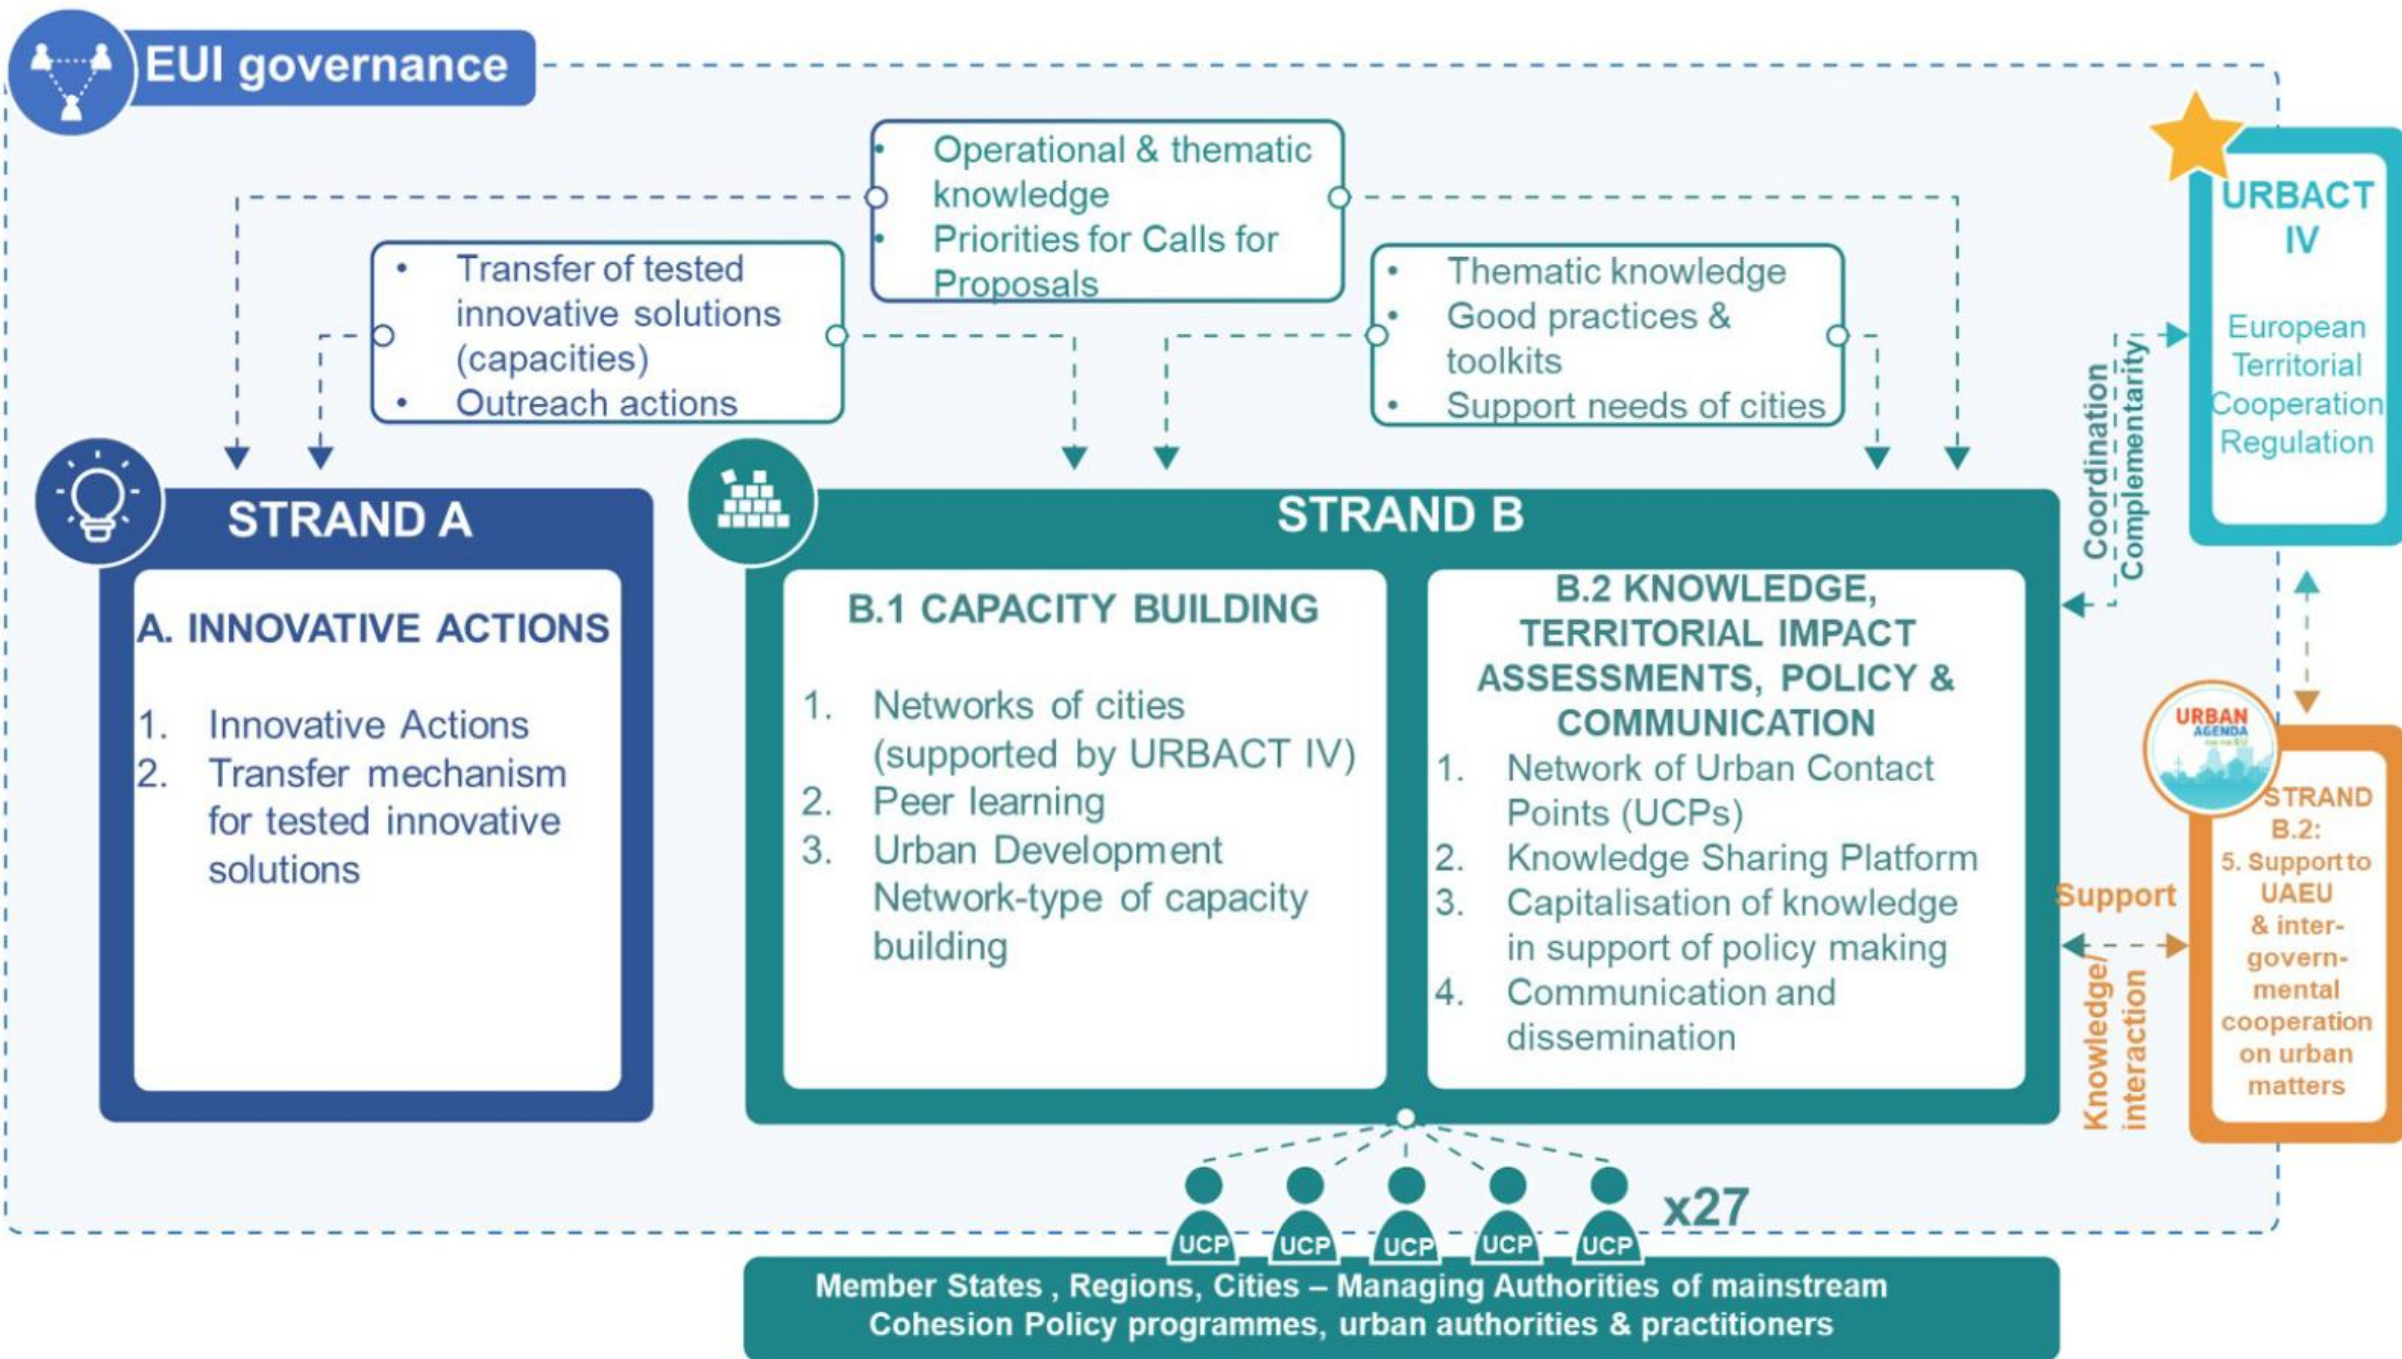 EUI governance
• Operational & thematic
knowledge
• Priorities for Calls for
Proposals
• Transfer of tested
innovative solutions
(capacities)
• Outreach actions
• Thematic knowledge
• Good practices &
toolkits
• Support needs of cities
STRAND A
A. INNOVATIVE ACTIONS
1. Innovative Actions
2. Transfer mechanism
for tested innovative
solutions
STRAND B
B.1 CAPACITY BUILDING
1. Networks of cities
(supported by URBACT IV)
2. Peer learning
3. Urban Development
Network-type of capacity
building
B.2 KNOWLEDGE,
TERRITORIAL IMPACT
ASSESSMENTS, POLICY &
COMMUNICATION
1. Network of Urban Contact
Points (UCPs)
2. Knowledge Sharing Platform
3. Capitalisation of knowledge
in support of policy making
4. Communication and
dissemination
Coordination
Complementarity
URBACT
IV
European
Territorial
Cooperation
Regulation
Support
Knowledge/
interaction
URBAN
AGENDA
STRAND
B.2:
5. Support to
UAEU
& inter-
govern-
mental
cooperation
on urban
matters
x27
UCP
UCP
UCP
UCP
UCP
Member States , Regions, Cities – Managing Authorities of mainstream
Cohesion Policy programmes, urban authorities & practitioners